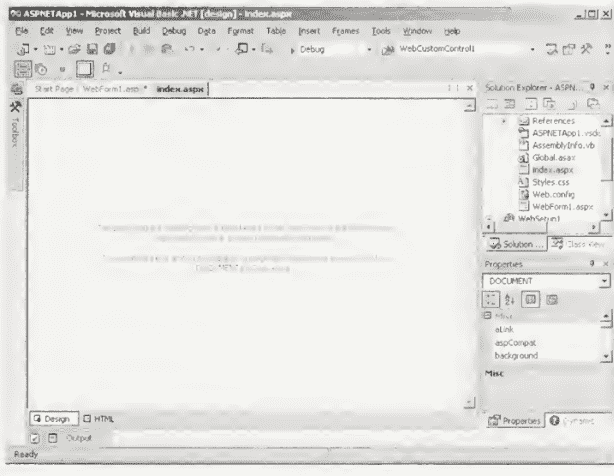 ASPNETApp1 - Microsoft Visual Basic .NET [design] - index.aspx
File Edit View Project Build Debug Data Format Table Insert Frames Tools Window Help
Debug WebCustomControl1
Start Page WebForm1.asp * index.aspx
Toolbox
Solution Explorer - ASPN...
References
ASPNETApp1.vsdi
AssemblyInfo.vb
Global.asax
index.aspx
Styles.css
Web.config
WebForm1.aspx
WebSetup1
Solution ... Class View
Properties
DOCUMENT
Misc
aLink
aspCompat
background
Misc
Design HTML
Properties Dynamic
Output
Ready